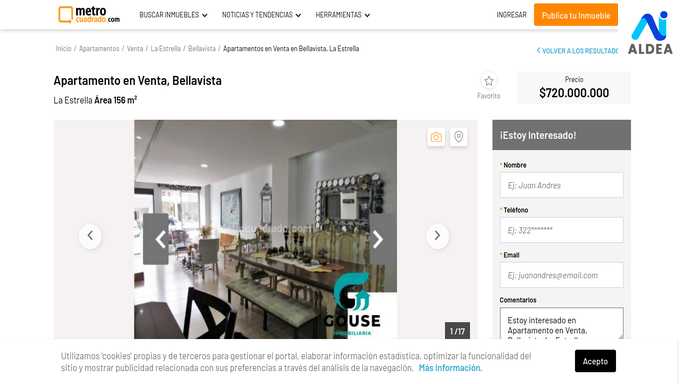 metro
cuadrado.com
BUSCAR INMUEBLES
NOTICIAS Y TENDENCIAS
HERRAMIENTAS
INGRESAR
Publica tu Inmueble
ALDEA
Inicio / Apartamentos / Venta / La Estrella / Bellavista / Apartamentos en Venta en Bellavista, La Estrella
VOLVER A LOS RESULTAD
Apartamento en Venta, Bellavista
La Estrella Área 156 m²
Favorito
Precio
$720.000.000
GOUSE
INMOBILIARIA
1 / 17
¡Estoy Interesado!
* Nombre
Ej: Juan Andres
* Teléfono
Ej: 322*******
* Email
Ej: juanandres@email.com
Comentarios
Estoy interesado en
Apartamento en Venta,
Utilizamos 'cookies' propias y de terceros para gestionar el portal, elaborar información estadística, optimizar la funcionalidad del
sitio y mostrar publicidad relacionada con sus preferencias a través del análisis de la navegación. Más Información.
Acepto